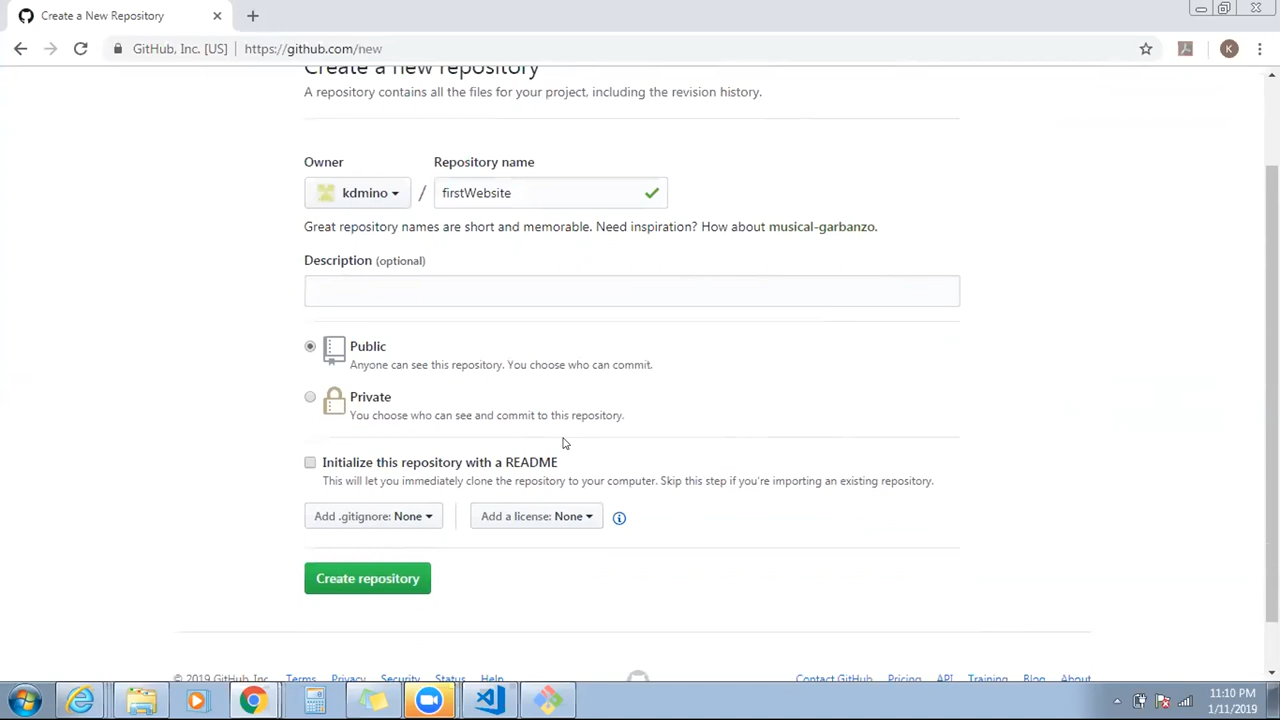 Create a New Repository
GitHub, Inc. [US]
https://github.com/new
K
Create a new repository
A repository contains all the files for your project, including the revision history.
Owner
Repository name
kdmino
/
firstWebsite
Great repository names are short and memorable. Need inspiration? How about musical-garbanzo.
Description (optional)
Public
Anyone can see this repository. You choose who can commit.
Private
You choose who can see and commit to this repository.
Initialize this repository with a README
This will let you immediately clone the repository to your computer. Skip this step if you're importing an existing repository.
Add .gitignore: None
Add a license: None
Create repository
© 2019 GitHub, Inc.
Terms
Privacy
Security
Status
Help
Contact GitHub
Pricing
API
Training
Blog
About
11:10 PM
1/11/2019